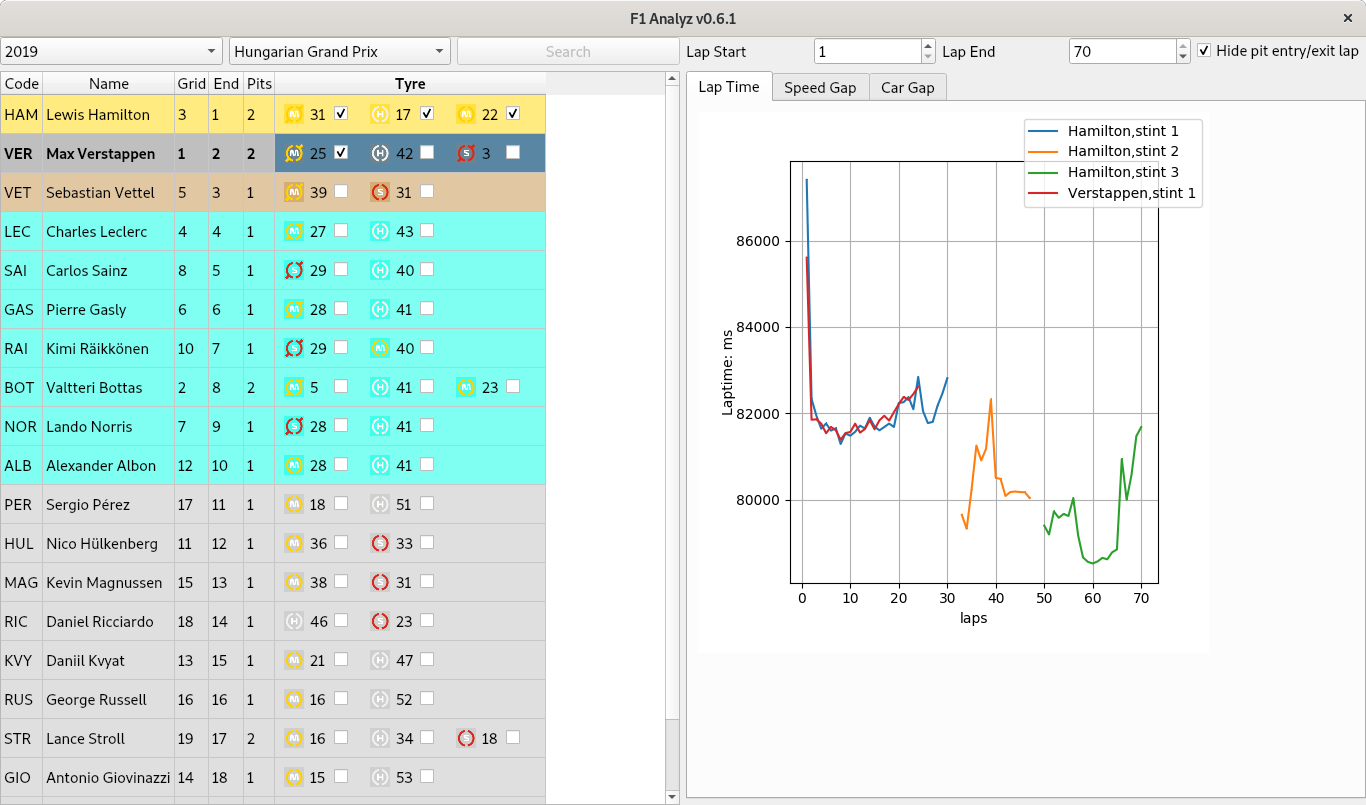 F1 Analyz v0.6.1
2019 Hungarian Grand Prix Search Lap Start 1 Lap End 70 Hide pit entry/exit lap
Code Name Grid End Pits Tyre
HAM Lewis Hamilton 3 1 2 M 31 H 17 M 22
VER Max Verstappen 1 2 2 M 25 H 42 S 3
VET Sebastian Vettel 5 3 1 M 39 S 31
LEC Charles Leclerc 4 4 1 M 27 H 43
SAI Carlos Sainz 8 5 1 S 29 H 40
GAS Pierre Gasly 6 6 1 M 28 H 41
RAI Kimi Räikkönen 10 7 1 S 29 M 40
BOT Valtteri Bottas 2 8 2 M 5 H 41 M 23
NOR Lando Norris 7 9 1 S 28 H 41
ALB Alexander Albon 12 10 1 M 28 H 41
PER Sergio Pérez 17 11 1 M 18 H 51
HUL Nico Hülkenberg 11 12 1 M 36 S 33
MAG Kevin Magnussen 15 13 1 M 38 S 31
RIC Daniel Ricciardo 18 14 1 H 46 S 23
KVY Daniil Kvyat 13 15 1 M 21 H 47
RUS George Russell 16 16 1 M 16 H 52
STR Lance Stroll 19 17 2 M 16 H 34 S 18
GIO Antonio Giovinazzi 14 18 1 M 15 H 53
Lap Time Speed Gap Car Gap
Hamilton,stint 1
Hamilton,stint 2
Hamilton,stint 3
Verstappen,stint 1
86000
84000
82000
80000
Laptime: ms
0 10 20 30 40 50 60 70
laps